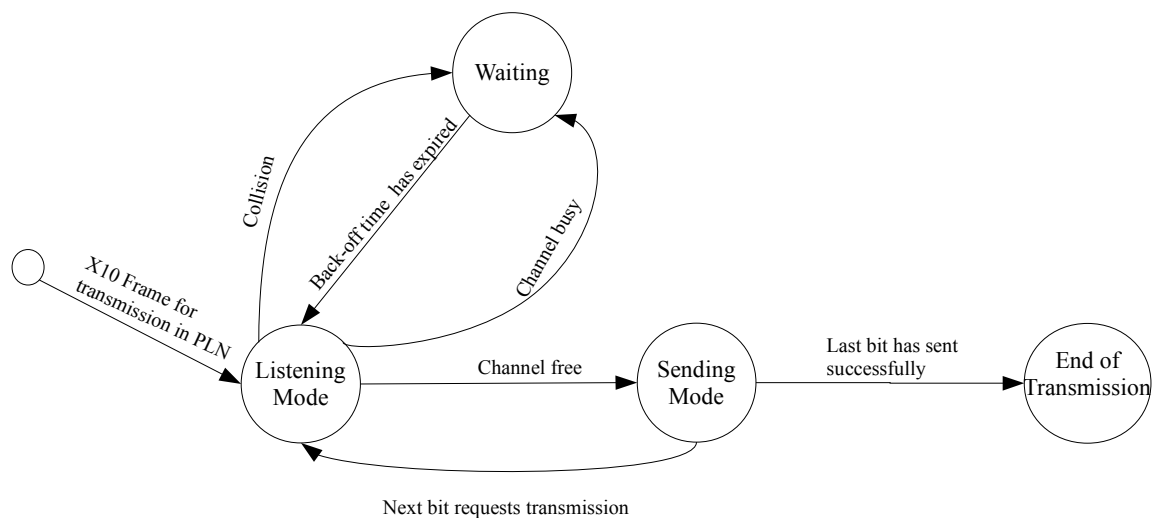 Waiting
Collision
Back-off time has expired
Channel busy
X10 Frame for
transmission in PLN
Listening
Mode
Channel free
Sending
Mode
Last bit has sent
successfully
End of
Transmission
Next bit requests transmission